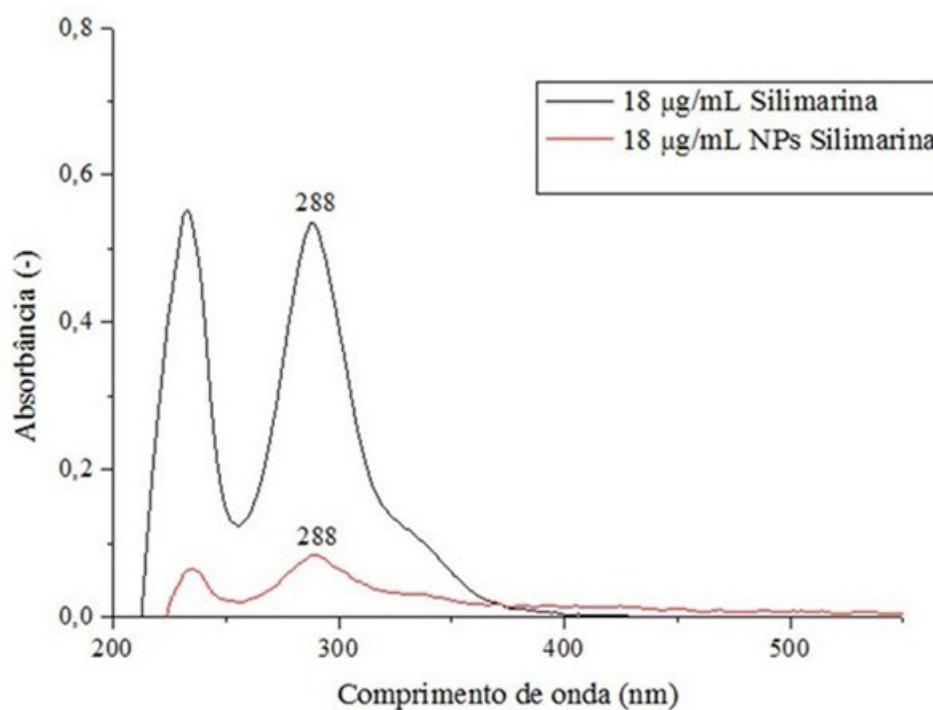 0,8
18 µg/mL Silimarina
18 µg/mL NPs Silimarina
0,6
288
Absorbância (-)
0,4
0,2
288
0,0
200
300
400
500
Comprimento de onda (nm)